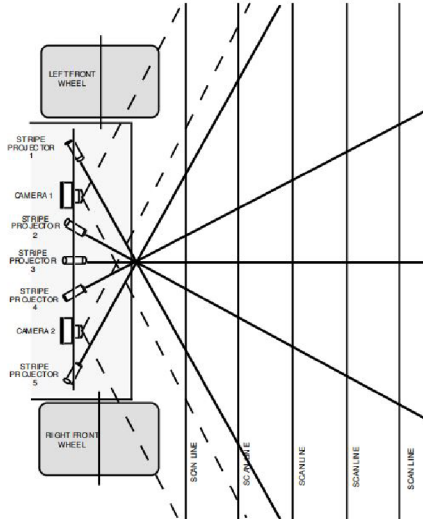 LEFT FRONT
WHEEL
STRIPE
PROJECTOR
1
CAMERA 1
STRIPE
PROJECTOR
2
STRIPE
PROJECTOR
3
STRIPE
PROJECTOR
4
CAMERA 2
STRIPE
PROJECTOR
5
RIGHT FRONT
WHEEL
SCAN LINE
SCAN LINE
SCAN LINE
SCAN LINE
SCAN LINE